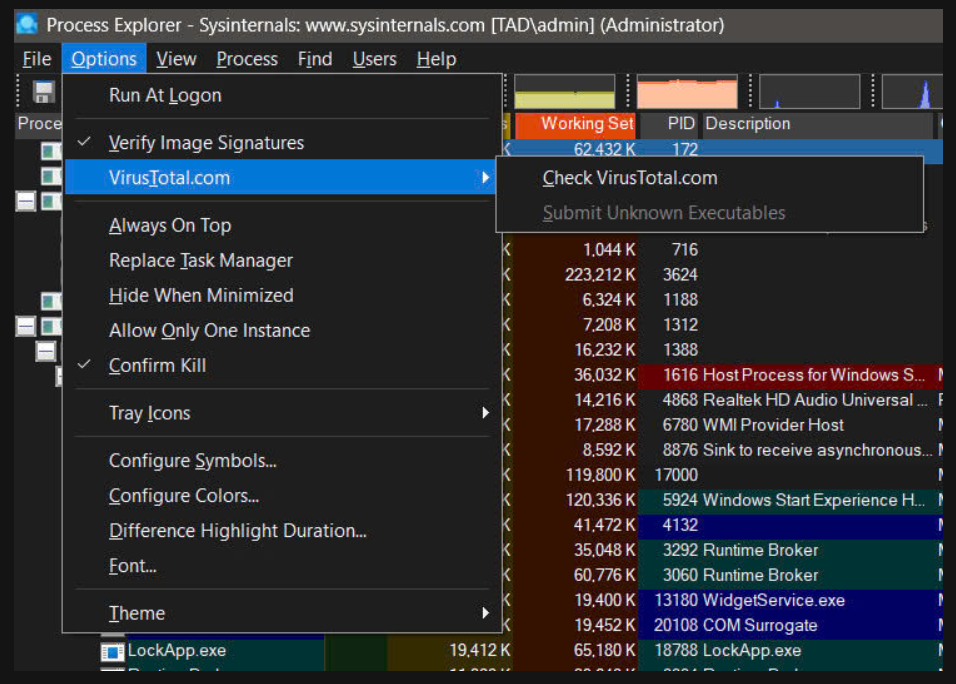 Process Explorer - Sysinternals: www.sysinternals.com [TAD\admin] (Administrator)
File Options View Process Find Users Help
Run At Logon
Proce Working Set PID Description
Verify Image Signatures
K 62,432 K 172
VirusTotal.com Check VirusTotal.com
Submit Unknown Executables
Always On Top
K 1,044 K 716
Replace Task Manager
K 223,212 K 3624
Hide When Minimized
K 6,324 K 1188
Allow Only One Instance
K 7,208 K 1312
K 16,232 K 1388
Confirm Kill
K 36,032 K 1616 Host Process for Windows S...
K 14,216 K 4868 Realtek HD Audio Universal ...
Tray Icons
K 17,288 K 6780 WMI Provider Host
K 8,592 K 8876 Sink to receive asynchronous...
Configure Symbols...
K 119,800 K 17000
Configure Colors...
K 120,336 K 5924 Windows Start Experience H...
Difference Highlight Duration...
K 41,472 K 4132
K 35,048 K 3292 Runtime Broker
Font...
K 60,776 K 3060 Runtime Broker
K 19,400 K 13180 WidgetService.exe
Theme
K 19,452 K 20108 COM Surrogate
LockApp.exe 19,412 K 65,180 K 18788 LockApp.exe